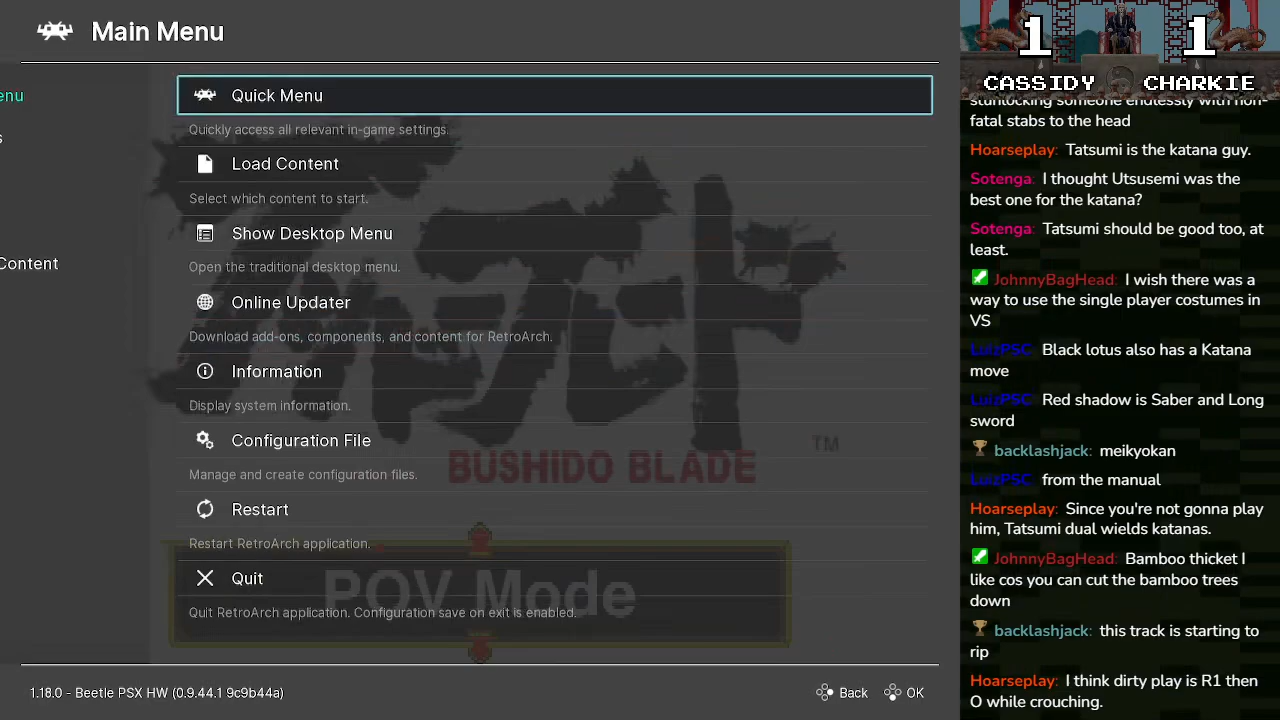 Main Menu
enu
s
Content
Quick Menu
Quickly access all relevant in-game settings.
Load Content
Select which content to start.
Show Desktop Menu
Open the traditional desktop menu.
Online Updater
Download add-ons, components, and content for RetroArch.
Information
Display system information.
Configuration File
Manage and create configuration files.
Restart
Restart RetroArch application.
Quit
Quit RetroArch application. Configuration save on exit is enabled.
TM
BUSHIDO BLADE
POV Mode
1.18.0 - Beetle PSX HW (0.9.44.1 9c9b44a)
Back
OK
1 1
CASSIDY CHARKIE
stunlocking someone endlessly with non-
fatal stabs to the head
Hoarseplay: Tatsumi is the katana guy.
Sotenga: I thought Utsusemi was the
best one for the katana?
Sotenga: Tatsumi should be good too, at
least.
JohnnyBagHead: I wish there was a
way to use the single player costumes in
VS
LuizPSC: Black lotus also has a Katana
move
LuizPSC: Red shadow is Saber and Long
sword
backlashjack: meikyokan
LuizPSC: from the manual
Hoarseplay: Since you're not gonna play
him, Tatsumi dual wields katanas.
JohnnyBagHead: Bamboo thicket I
like cos you can cut the bamboo trees
down
backlashjack: this track is starting to
rip
Hoarseplay: I think dirty play is R1 then
O while crouching.